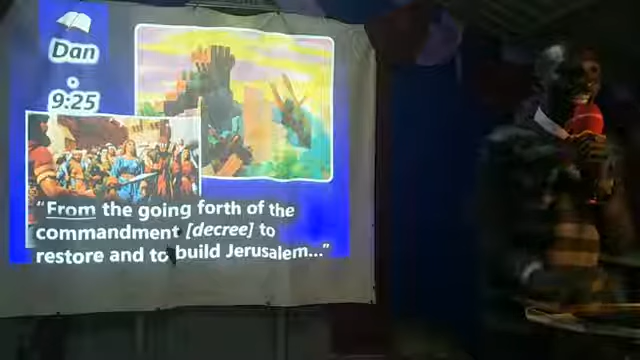 Dan
9:25
“From the going forth of the
commandment [decree] to
restore and to build Jerusalem...”